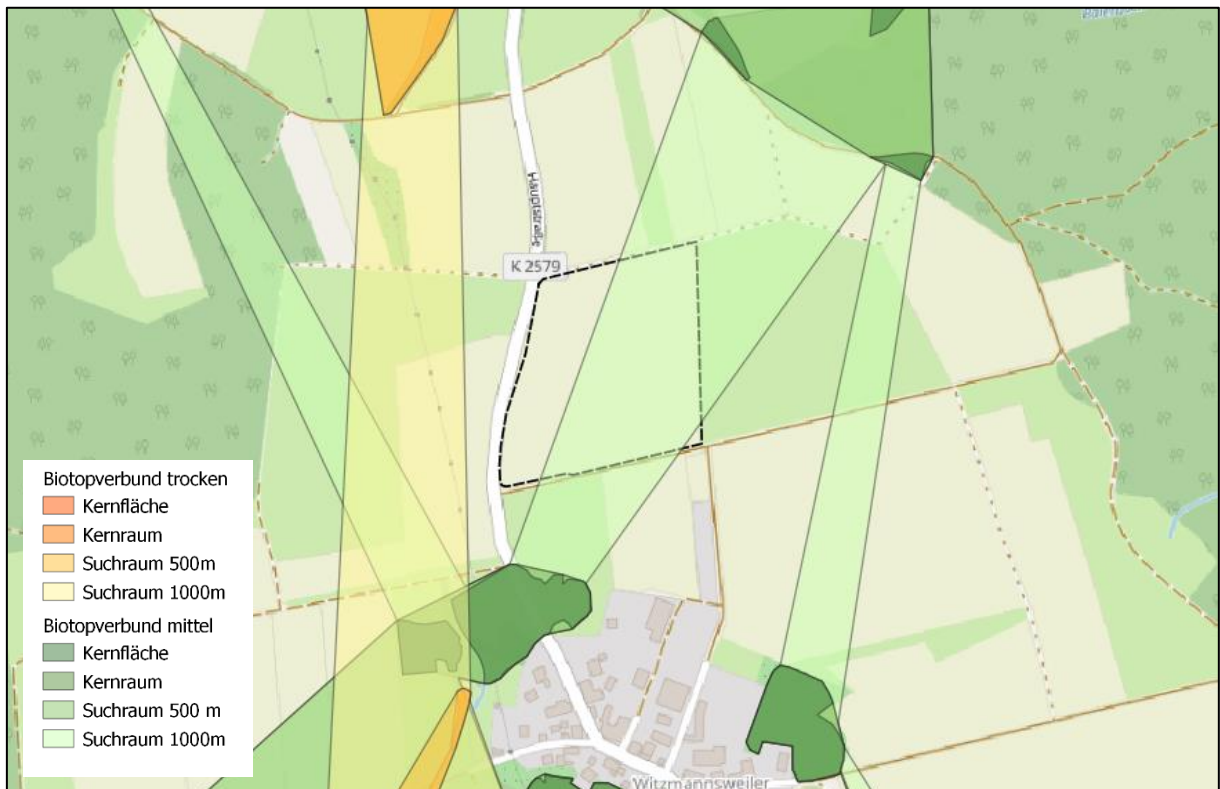 Hauptstraße
K 2579
Biotopverbund trocken
Kernfläche
Kernraum
Suchraum 500m
Suchraum 1000m
Biotopverbund mittel
Kernfläche
Kernraum
Suchraum 500 m
Suchraum 1000m
Witzmannsweiler